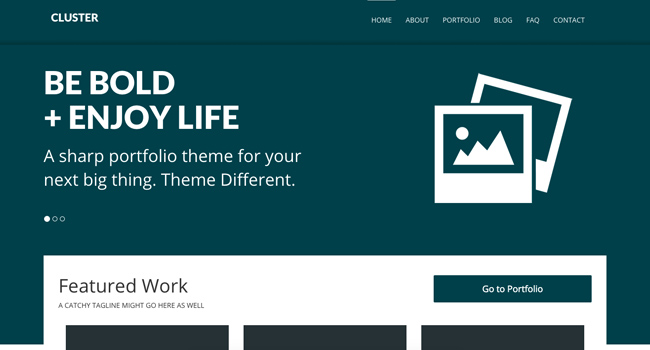 CLUSTER
HOME ABOUT PORTFOLIO BLOG FAQ CONTACT
BE BOLD
+ ENJOY LIFE
A sharp portfolio theme for your
next big thing. Theme Different.
Featured Work
A CATCHY TAGLINE MIGHT GO HERE AS WELL
Go to Portfolio